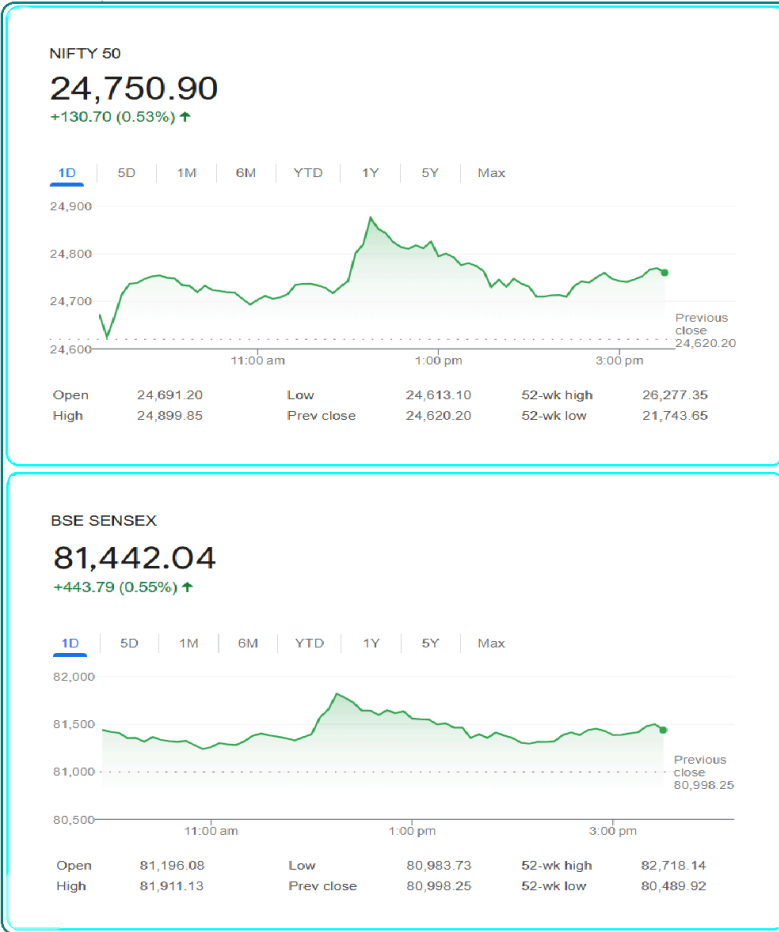 NIFTY 50
24,750.90
+130.70 (0.53%) ↑
1D 5D 1M 6M YTD 1Y 5Y Max
24,900
24,800
24,700
24,600
Previous
close
24,620.20
11:00 am 1:00 pm 3:00 pm
Open 24,691.20 Low 24,613.10 52-wk high 26,277.35
High 24,899.85 Prev close 24,620.20 52-wk low 21,743.65
BSE SENSEX
81,442.04
+443.79 (0.55%) ↑
1D 5D 1M 6M YTD 1Y 5Y Max
82,000
81,500
81,000
80,500
Previous
close
80,998.25
11:00 am 1:00 pm 3:00 pm
Open 81,196.08 Low 80,983.73 52-wk high 82,718.14
High 81,911.13 Prev close 80,998.25 52-wk low 80,489.92